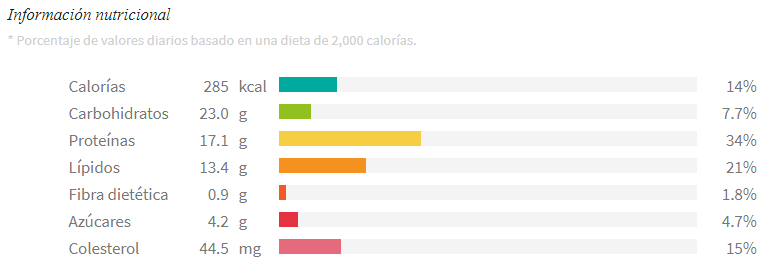 Información nutricional
* Porcentaje de valores diarios basado en una dieta de 2,000 calorías.
Calorías 285 kcal 14%
Carbohidratos 23.0 g 7.7%
Proteínas 17.1 g 34%
Lípidos 13.4 g 21%
Fibra dietética 0.9 g 1.8%
Azúcares 4.2 g 4.7%
Colesterol 44.5 mg 15%